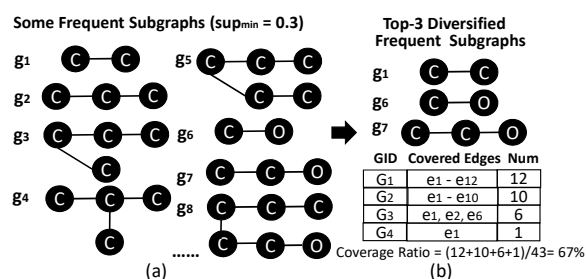 Some Frequent Subgraphs (supmin = 0.3)
g1 C C
g2 C C C
g3 C C C
C
g4 C C C
C
g5 C C C
C C
g6 C O
g7 C C O
g8 C C C
C C O
......
(a)
Top-3 Diversified
Frequent Subgraphs
g1 C C
g6 C O
g7 C C O
GID Covered Edges Num
G1 e1 - e12 12
G2 e1 - e10 10
G3 e1, e2, e6 6
G4 e1 1
Coverage Ratio = (12+10+6+1)/43= 67%
(b)